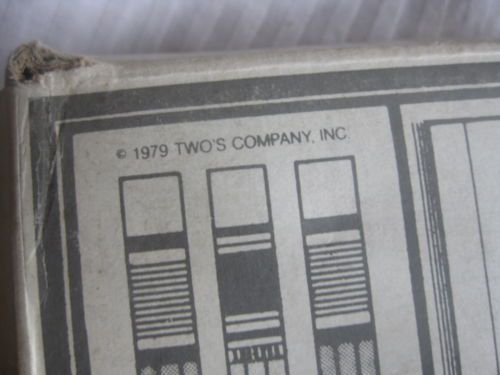 © 1979 TWO'S COMPANY, INC.